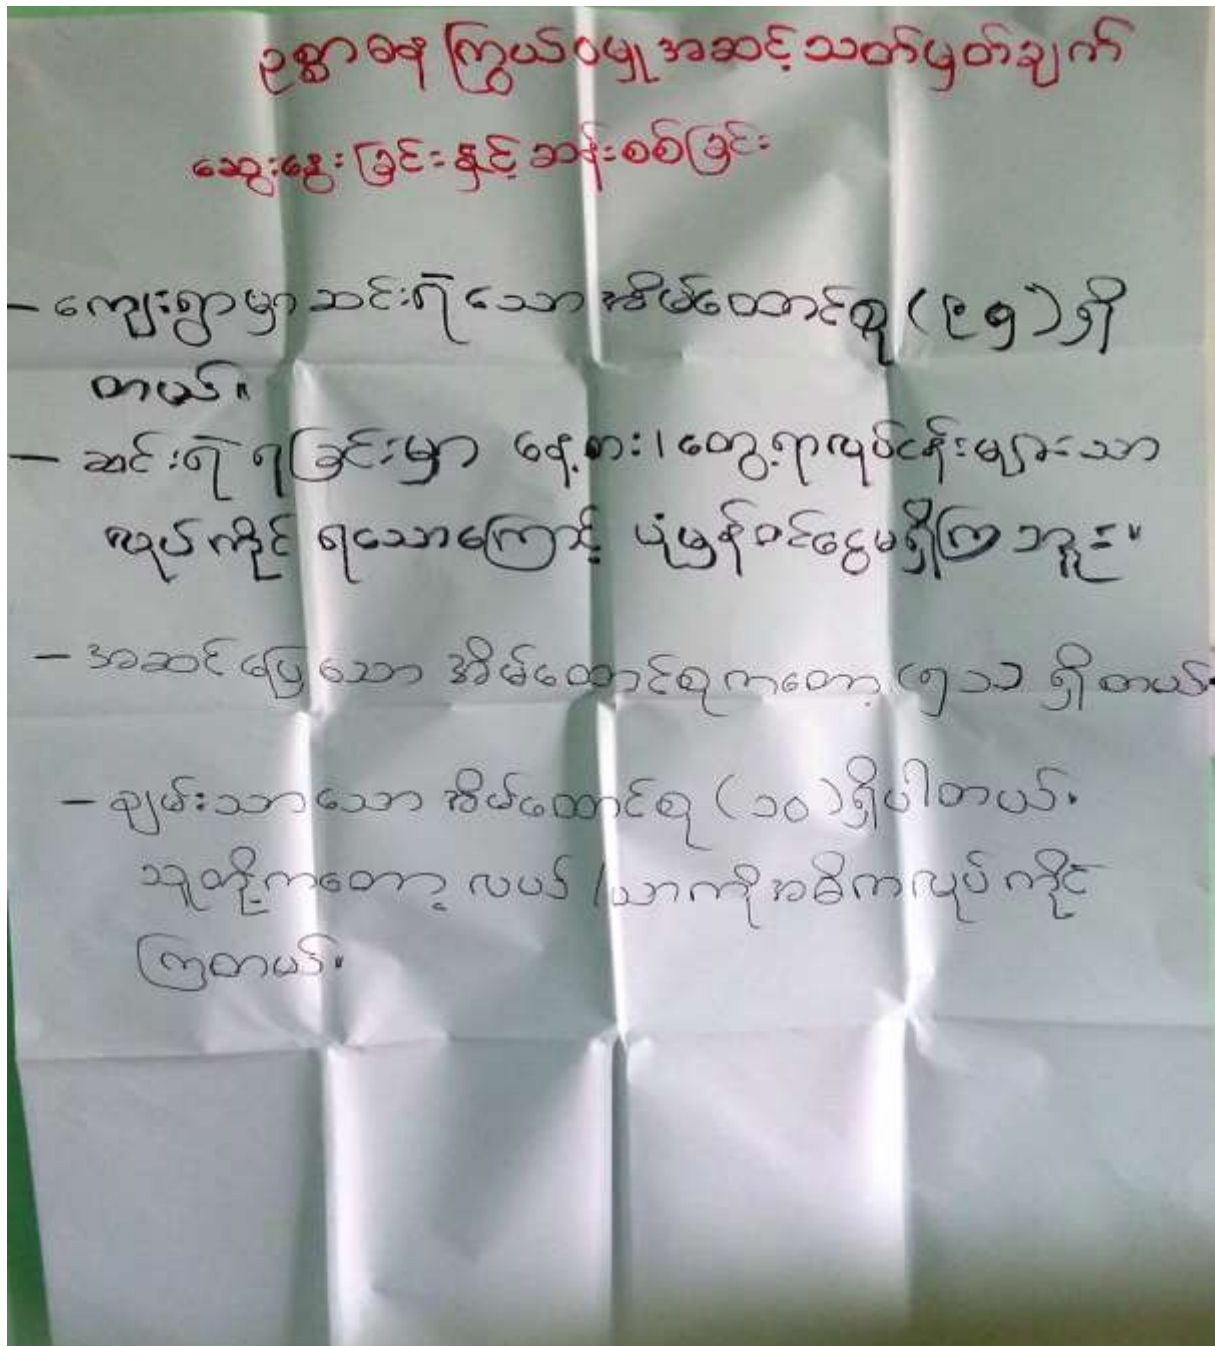 ဥစ္စာဓန ကြွယ်ဝမှု အဆင့် သတ်မှတ်ချက်
ဆွေးနွေးခြင်းနှင့် ဆန်းစစ်ခြင်း
- ကျေးရွာမှာ ဆင်းရဲသောအိမ်ထောင်စု (၉၅) ရှိ
တယ်။
- ဆင်းရဲရခြင်းမှာ နေ့စား၊ တွေ့ရာလုပ်ငန်းများသာ
လုပ်ကိုင် ရသောကြောင့် ပုံမှန်ဝင်ငွေမရှိကြဘူး။
- အဆင်ပြေသော အိမ်ထောင်စုကတော့ (၅၁) ရှိတယ်
- ချမ်းသာသော အိမ်ထောင်စု (၁၀) ရှိပါတယ်။
သူတို့ကတော့ လယ်/ယာကိုအဓိကလုပ်ကိုင်
ကြတယ်။